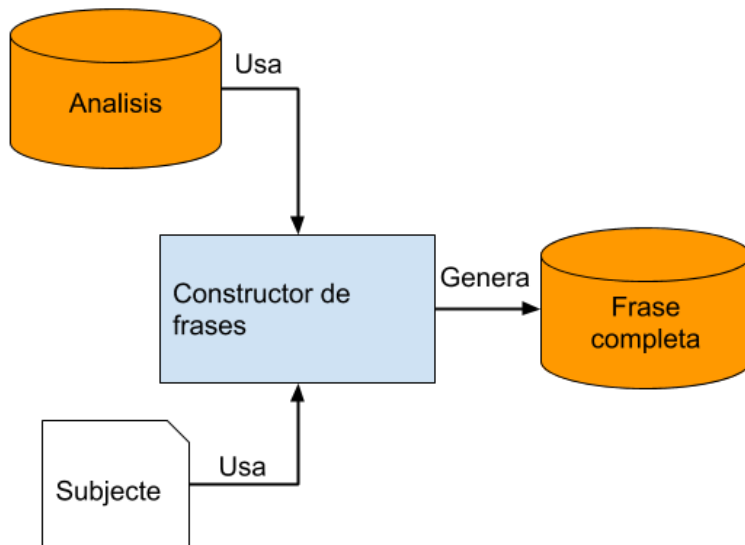 Usa
Analisis
Constructor de
frases
Genera
Frase
completa
Usa
Subjecte